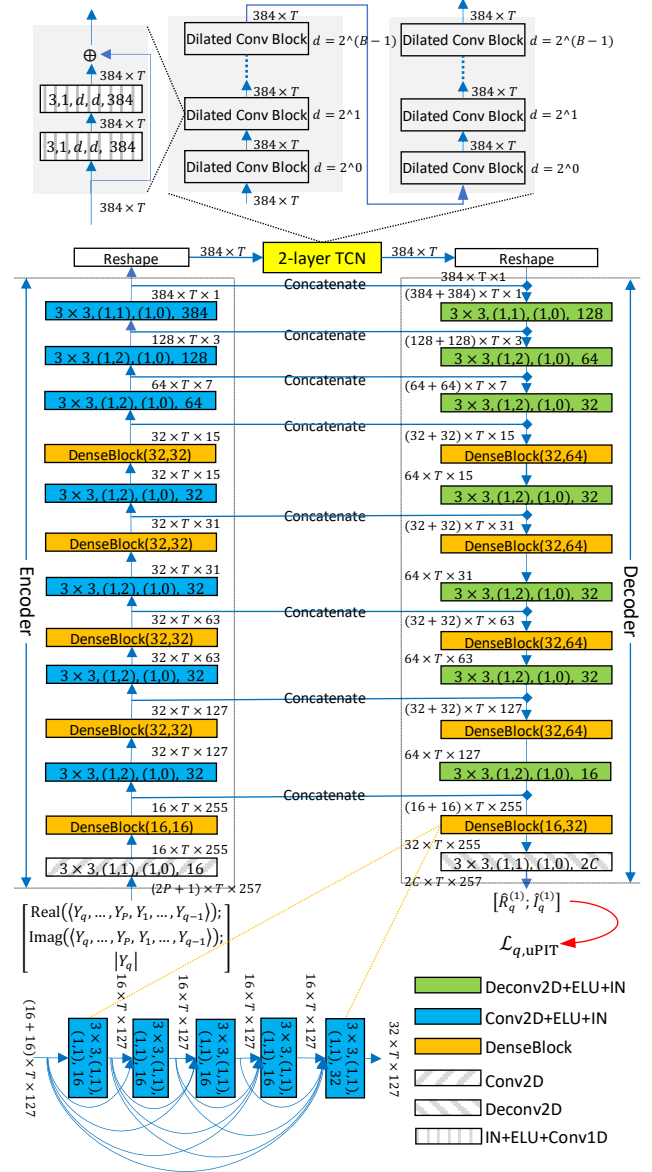 384 × T
Dilated Conv Block d = 2^(B − 1)
Dilated Conv Block d = 2^(B − 1)
⊕
384 × T
384 × T
384 × T
3,1, d, d, 384
Dilated Conv Block d = 2^1
Dilated Conv Block d = 2^1
384 × T
384 × T
384 × T
3,1, d, d, 384
Dilated Conv Block d = 2^0
Dilated Conv Block d = 2^0
384 × T
384 × T
Reshape
384 × T
2-layer TCN
384 × T
Reshape
Concatenate
384 × T × 1
384 × T × 1
(384 + 384) × T × 1
3 × 3, (1,1), (1,0), 384
3 × 3, (1,1), (1,0), 128
Concatenate
128 × T × 3
(128 + 128) × T × 3
3 × 3, (1,2), (1,0), 128
3 × 3, (1,2), (1,0), 64
Concatenate
64 × T × 7
(64 + 64) × T × 7
3 × 3, (1,2), (1,0), 64
3 × 3, (1,2), (1,0), 32
Concatenate
32 × T × 15
(32 + 32) × T × 15
DenseBlock(32,32)
DenseBlock(32,64)
32 × T × 15
64 × T × 15
3 × 3, (1,2), (1,0), 32
3 × 3, (1,2), (1,0), 32
Concatenate
32 × T × 31
(32 + 32) × T × 31
DenseBlock(32,32)
DenseBlock(32,64)
32 × T × 31
64 × T × 31
3 × 3, (1,2), (1,0), 32
3 × 3, (1,2), (1,0), 32
Encoder
Decoder
Concatenate
32 × T × 63
(32 + 32) × T × 63
DenseBlock(32,32)
DenseBlock(32,64)
32 × T × 63
64 × T × 63
3 × 3, (1,2), (1,0), 32
3 × 3, (1,2), (1,0), 32
Concatenate
32 × T × 127
(32 + 32) × T × 127
DenseBlock(32,32)
DenseBlock(32,64)
32 × T × 127
64 × T × 127
3 × 3, (1,2), (1,0), 32
3 × 3, (1,2), (1,0), 16
Concatenate
16 × T × 255
(16 + 16) × T × 255
DenseBlock(16,16)
DenseBlock(16,32)
16 × T × 255
32 × T × 255
3 × 3, (1,1), (1,0), 16
3 × 3, (1,1), (1,0), 2C
(2P + 1) × T × 257
2C × T × 257
Real(⟨Y_q, … , Y_P, Y_1, … , Y_{q−1}⟩);
Imag(⟨Y_q, … , Y_P, Y_1, … , Y_{q−1}⟩);
|Y_q|
[R̂_q^(1); Î_q^(1)]
ℒ_{q,uPIT}
(16 + 16) × T × 127
3 × 3, (1,1), (1,1), 16
16 × T × 127
3 × 3, (1,1), (1,1), 16
16 × T × 127
3 × 3, (1,1), (1,1), 16
16 × T × 127
3 × 3, (1,1), (1,1), 16
16 × T × 127
3 × 3, (1,1), (1,1), 32
32 × T × 127
Deconv2D+ELU+IN
Conv2D+ELU+IN
DenseBlock
Conv2D
Deconv2D
IN+ELU+Conv1D